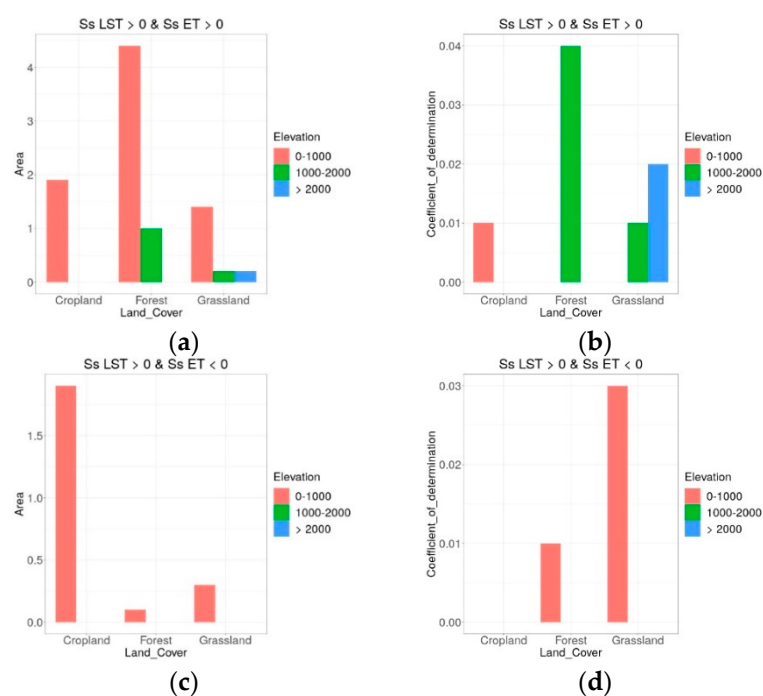 Ss LST > 0 & Ss ET > 0
Area
4
3
2
1
0
Cropland Forest Grassland
Land_Cover
Elevation
0-1000
1000-2000
> 2000
(a)
Ss LST > 0 & Ss ET > 0
Coefficient_of_determination
0.04
0.03
0.02
0.01
0.00
Cropland Forest Grassland
Land_Cover
Elevation
0-1000
1000-2000
> 2000
(b)
Ss LST > 0 & Ss ET < 0
Area
1.5
1.0
0.5
0.0
Cropland Forest Grassland
Land_Cover
Elevation
0-1000
1000-2000
> 2000
(c)
Ss LST > 0 & Ss ET < 0
Coefficient_of_determination
0.03
0.02
0.01
0.00
Cropland Forest Grassland
Land_Cover
Elevation
0-1000
1000-2000
> 2000
(d)